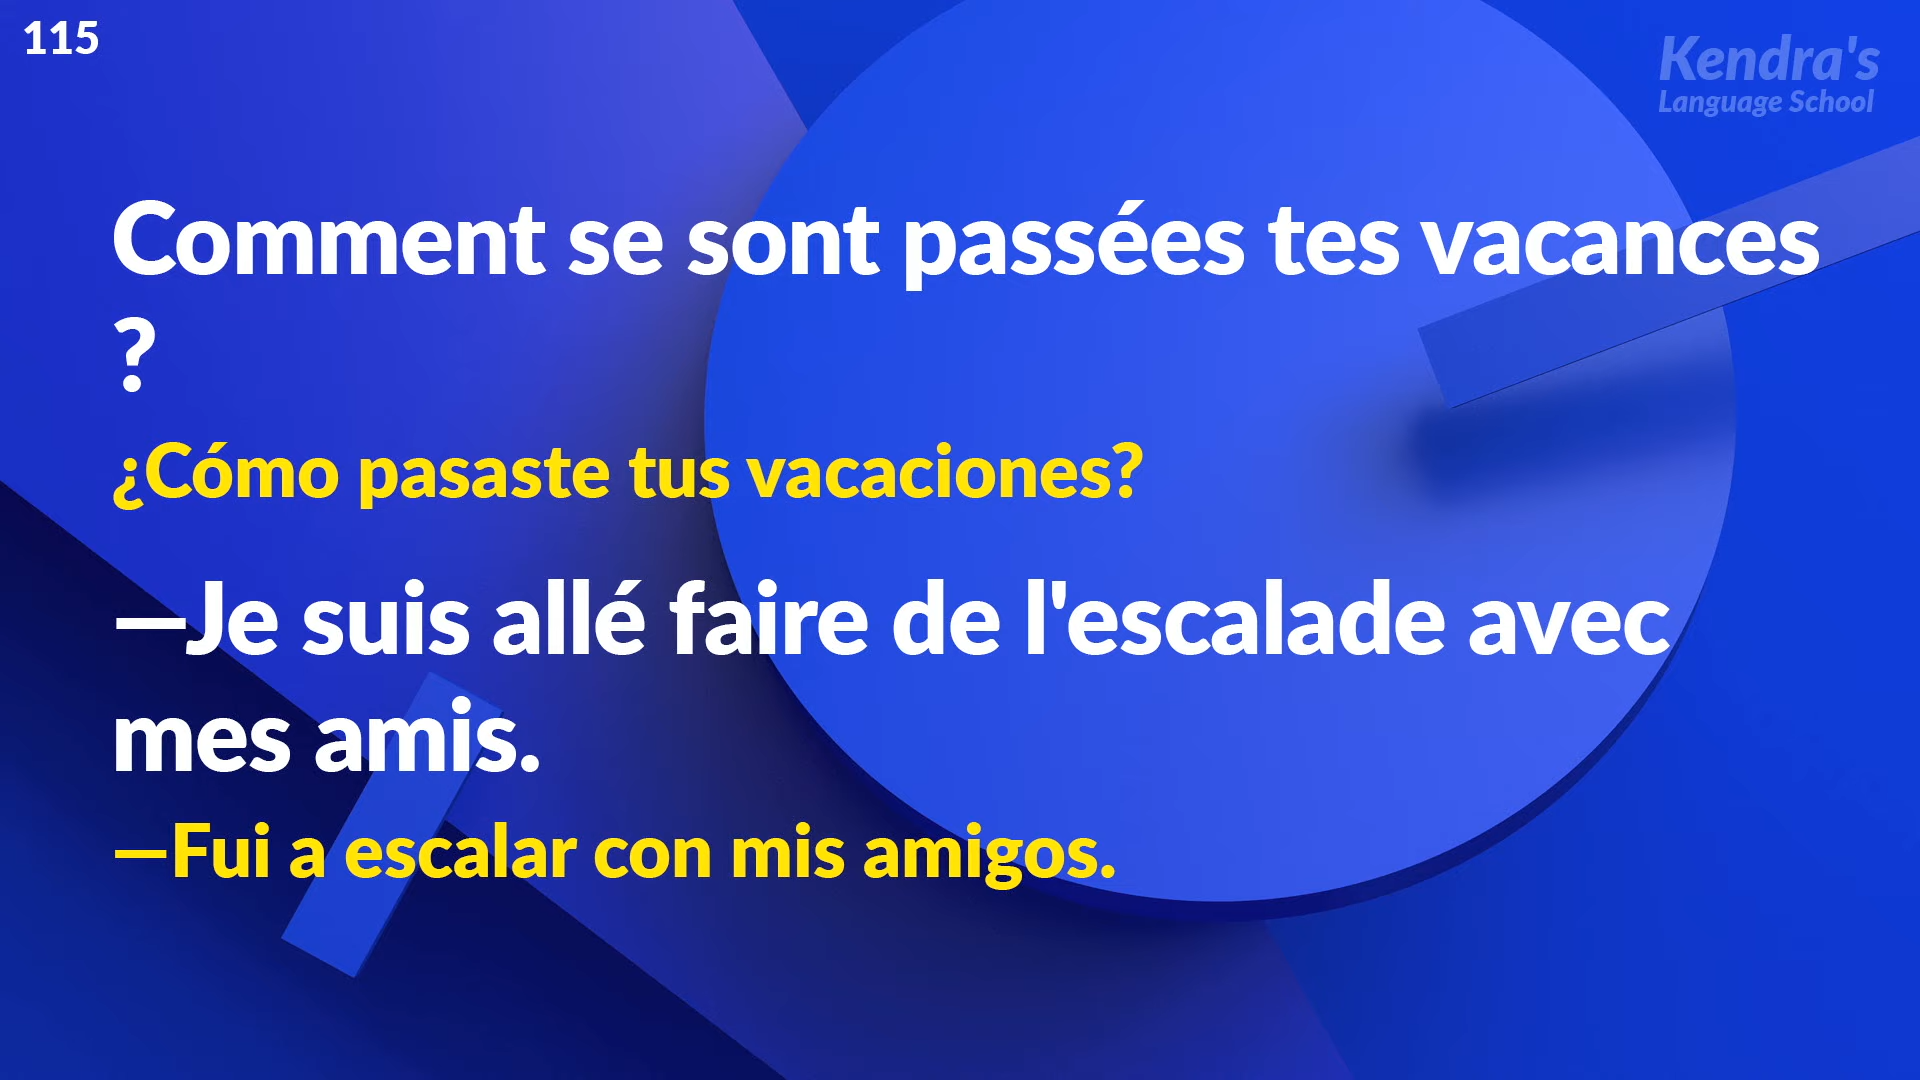 115
Kendra's
Language School
Comment se sont passées tes vacances
?
¿Cómo pasaste tus vacaciones?
—Je suis allé faire de l'escalade avec
mes amis.
—Fui a escalar con mis amigos.